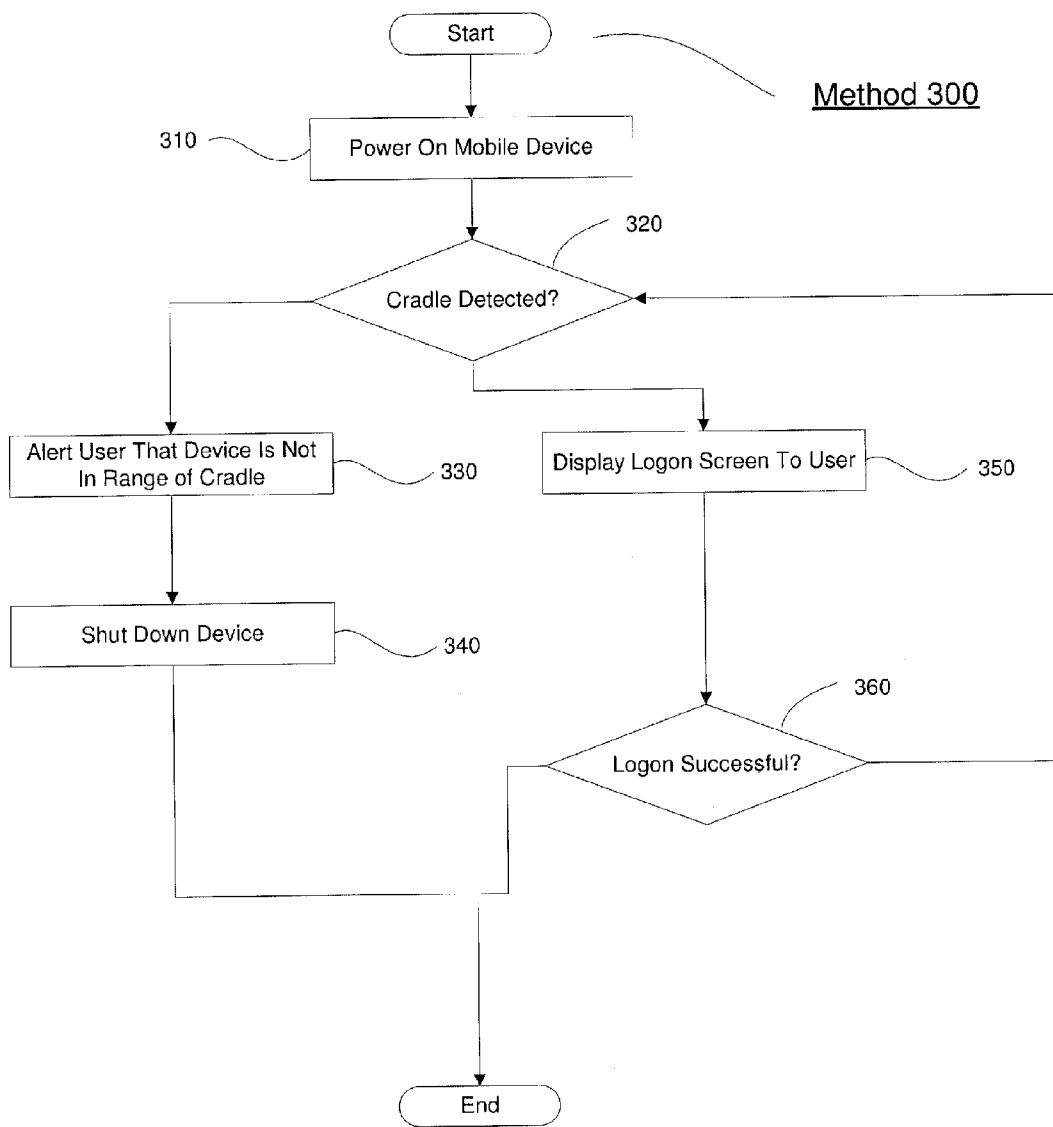 Start
Method 300
310
Power On Mobile Device
320
Cradle Detected?
Alert User That Device Is Not
In Range of Cradle
330
Display Logon Screen To User
350
Shut Down Device
340
360
Logon Successful?
End